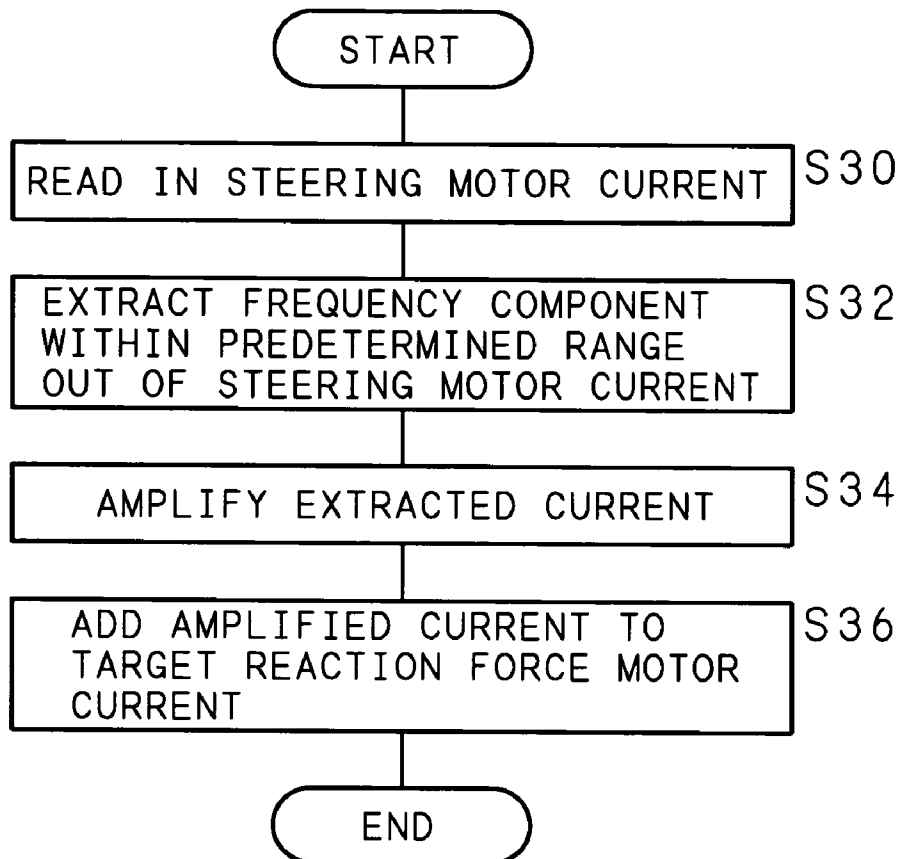 START
READ IN STEERING MOTOR CURRENT
S30
EXTRACT FREQUENCY COMPONENT
WITHIN PREDETERMINED RANGE
OUT OF STEERING MOTOR CURRENT
S32
AMPLIFY EXTRACTED CURRENT
S34
ADD AMPLIFIED CURRENT TO
TARGET REACTION FORCE MOTOR
CURRENT
S36
END